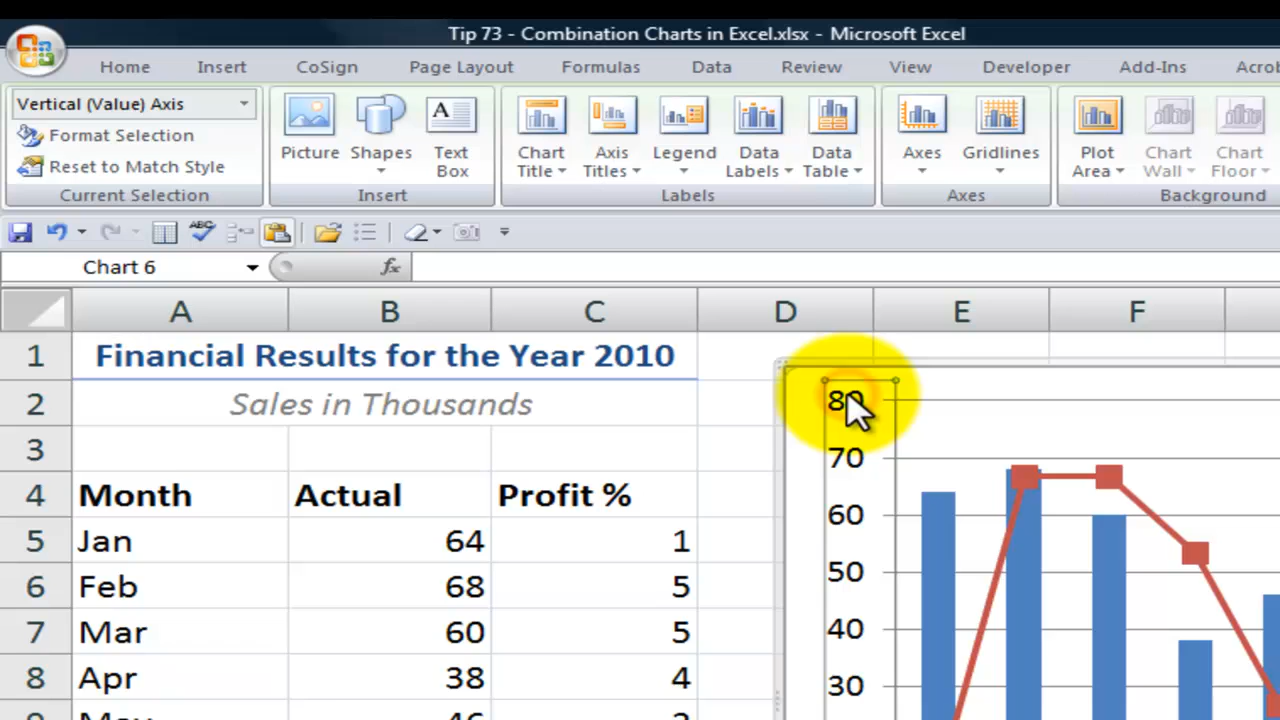 Tip 73 - Combination Charts in Excel.xlsx - Microsoft Excel
Home Insert CoSign Page Layout Formulas Data Review View Developer Add-Ins
Vertical (Value) Axis
Format Selection
Reset to Match Style
Current Selection
Picture Shapes Text Box
Insert
Chart Title Axis Titles Legend Data Labels Data Table
Labels
Axes Gridlines
Axes
Plot Area Chart Wall Chart Floor
Background
ABC
Chart 6 fx
A B C D E F
1 Financial Results for the Year 2010
2 Sales in Thousands
3
4 Month Actual Profit %
5 Jan 64 1
6 Feb 68 5
7 Mar 60 5
8 Apr 38 4
80
70
60
50
40
30